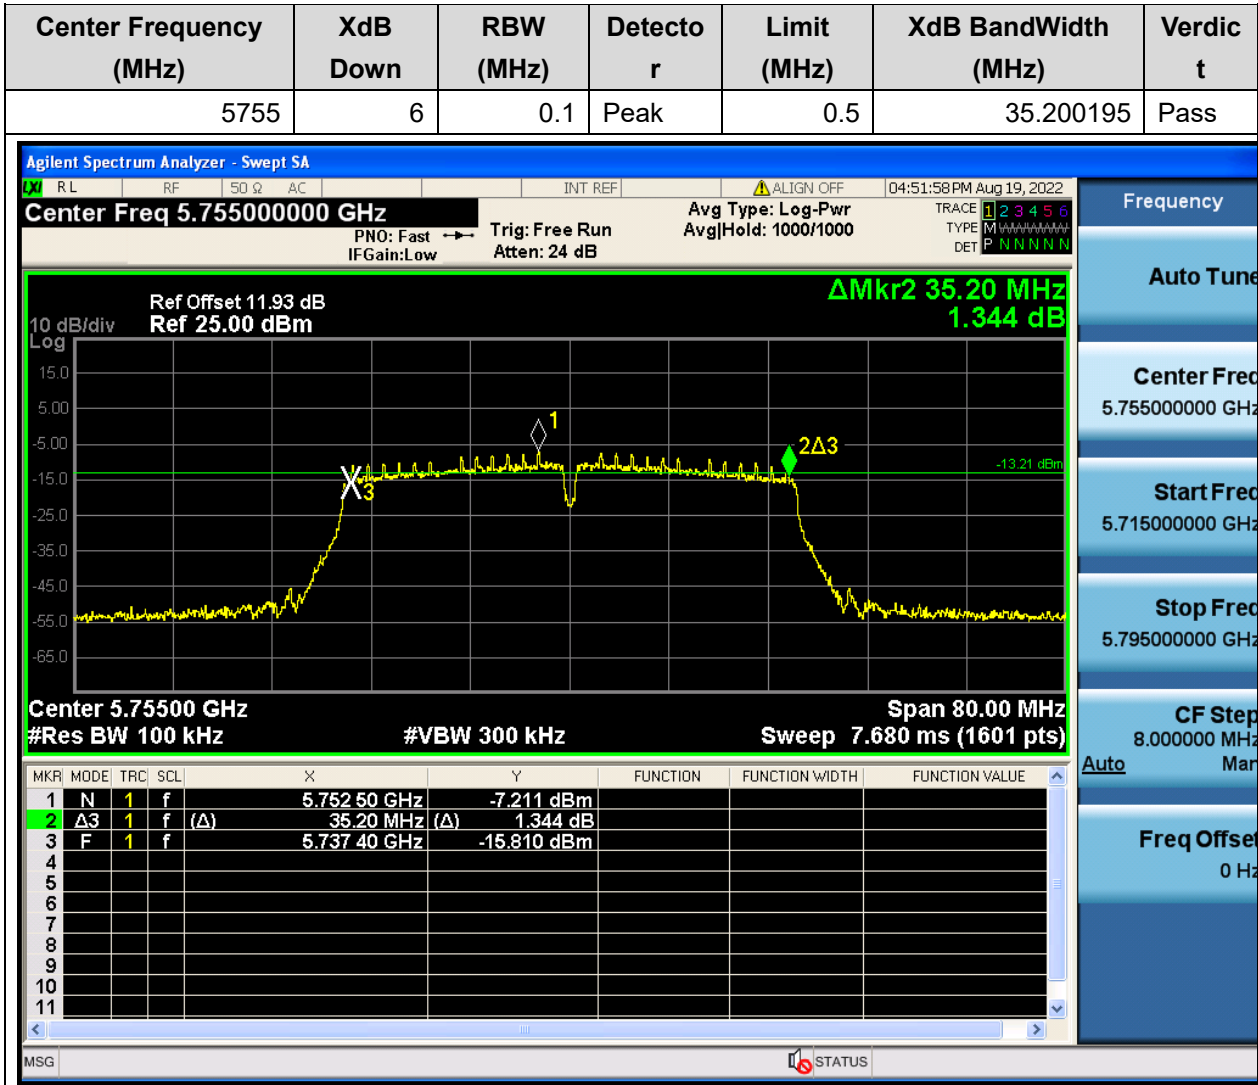 Center Frequency (MHz) XdB Down RBW (MHz) Detecto r Limit (MHz) XdB BandWidth (MHz) Verdic t
5755 6 0.1 Peak 0.5 35.200195 Pass
Agilent Spectrum Analyzer - Swept SA
LXI RL RF 50 Ω AC INT REF ALIGN OFF 04:51:58 PM Aug 19, 2022
Center Freq 5.755000000 GHz
PNO: Fast
IFGain:Low
Trig: Free Run
Atten: 24 dB
Avg Type: Log-Pwr
Avg|Hold: 1000/1000
TRACE 1 2 3 4 5 6
TYPE M
DET P N N N N N
Ref Offset 11.93 dB
10 dB/div Ref 25.00 dBm
Log
ΔMkr2 35.20 MHz
1.344 dB
15.0
5.00
-5.00
-15.0
-25.0
-35.0
-45.0
-55.0
-65.0
1
2Δ3
3
-13.21 dBm
Center 5.75500 GHz Span 80.00 MHz
#Res BW 100 kHz #VBW 300 kHz Sweep 7.680 ms (1601 pts)
MKR MODE TRC SCL X Y FUNCTION FUNCTION WIDTH FUNCTION VALUE
1 N 1 f 5.752 50 GHz -7.211 dBm
2 Δ3 1 f (Δ) 35.20 MHz (Δ) 1.344 dB
3 F 1 f 5.737 40 GHz -15.810 dBm
4
5
6
7
8
9
10
11
MSG STATUS
Frequency
Auto Tune
Center Freq
5.755000000 GHz
Start Freq
5.715000000 GHz
Stop Freq
5.795000000 GHz
CF Step
8.000000 MHz
Auto Man
Freq Offset
0 Hz